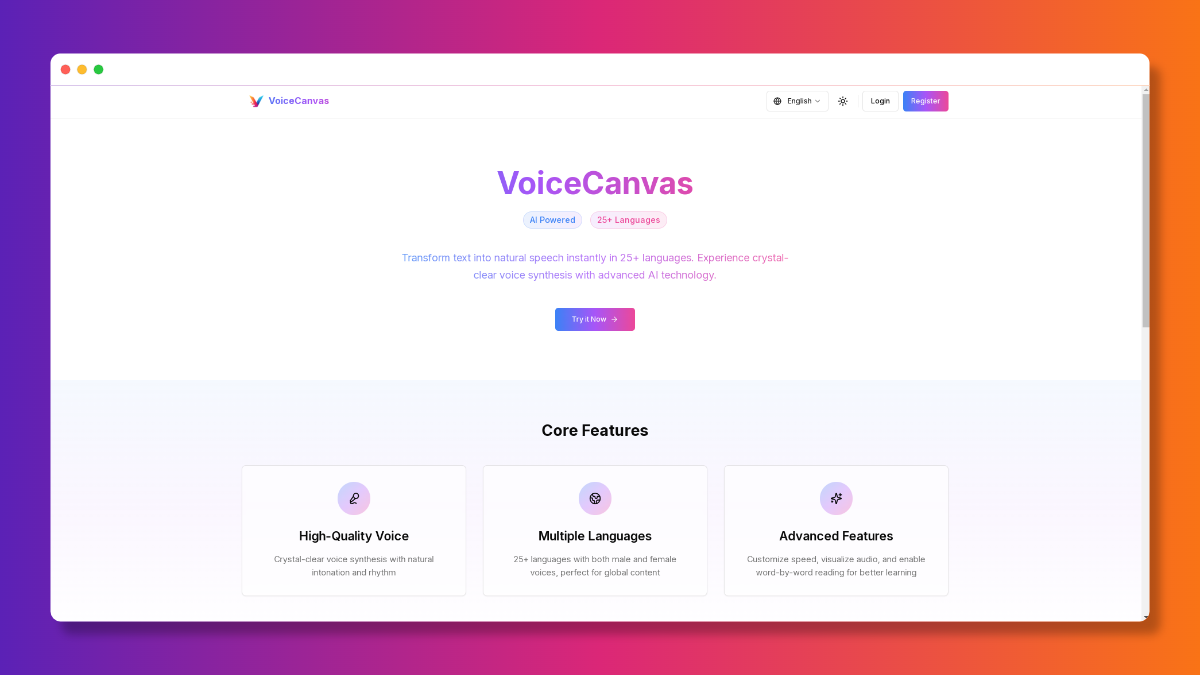 VoiceCanvas
English
Login
Register
VoiceCanvas
AI Powered
25+ Languages
Transform text into natural speech instantly in 25+ languages. Experience crystal-
clear voice synthesis with advanced AI technology.
Try it Now
Core Features
High-Quality Voice
Crystal-clear voice synthesis with natural
intonation and rhythm
Multiple Languages
25+ languages with both male and female
voices, perfect for global content
Advanced Features
Customize speed, visualize audio, and enable
word-by-word reading for better learning